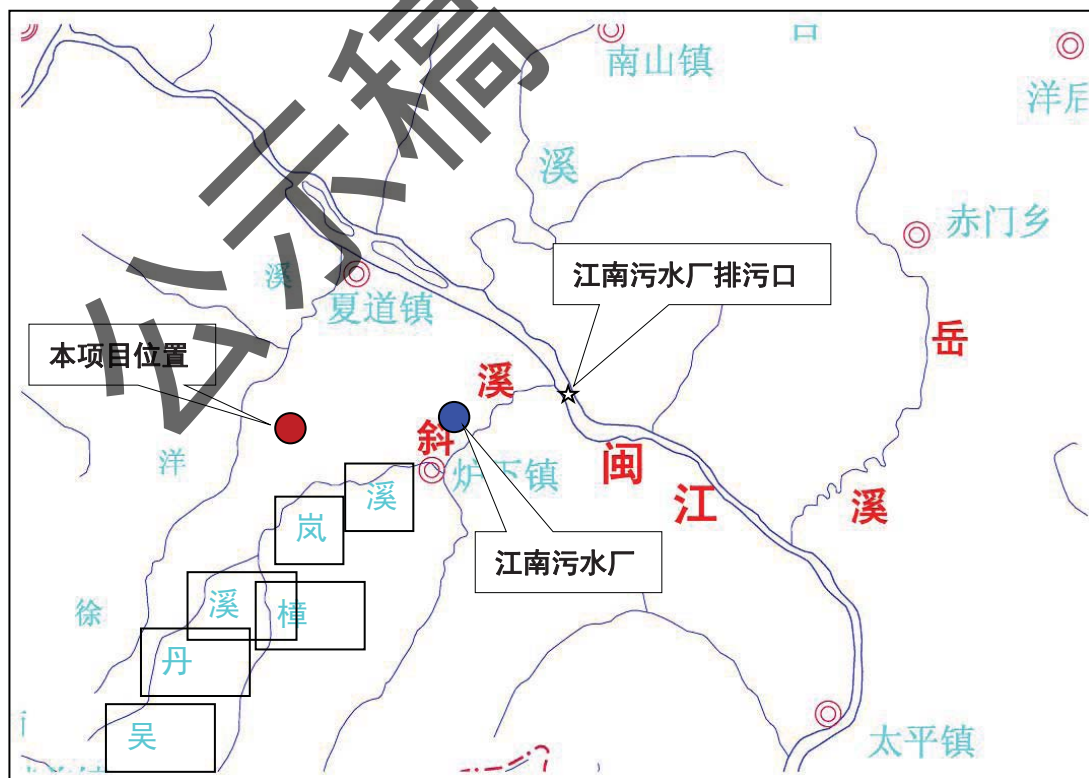 公示稿
口
南山镇
洋后
溪
赤门乡
江南污水厂排污口
溪
夏道镇
岳
本项目位置
溪
斜
洋
炉下镇
闽
溪
江
溪
岚
江南污水厂
溪
樟
徐
丹
吴
太平镇